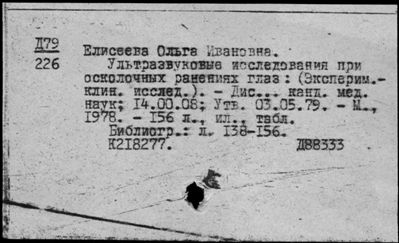 Д79
226
Елисеева Ольга Ивановна.
Ультразвуковые исследования при
осколочных ранениях глаз: (Эксперим.-
клин. исслед.). - Дис... канд. мед.
наук; 14.00.08; Утв. 03.05.79. - М.,
1978. - 156 л., ил., табл.
Библиогр.: л. 138-156.
К218277. Д88333